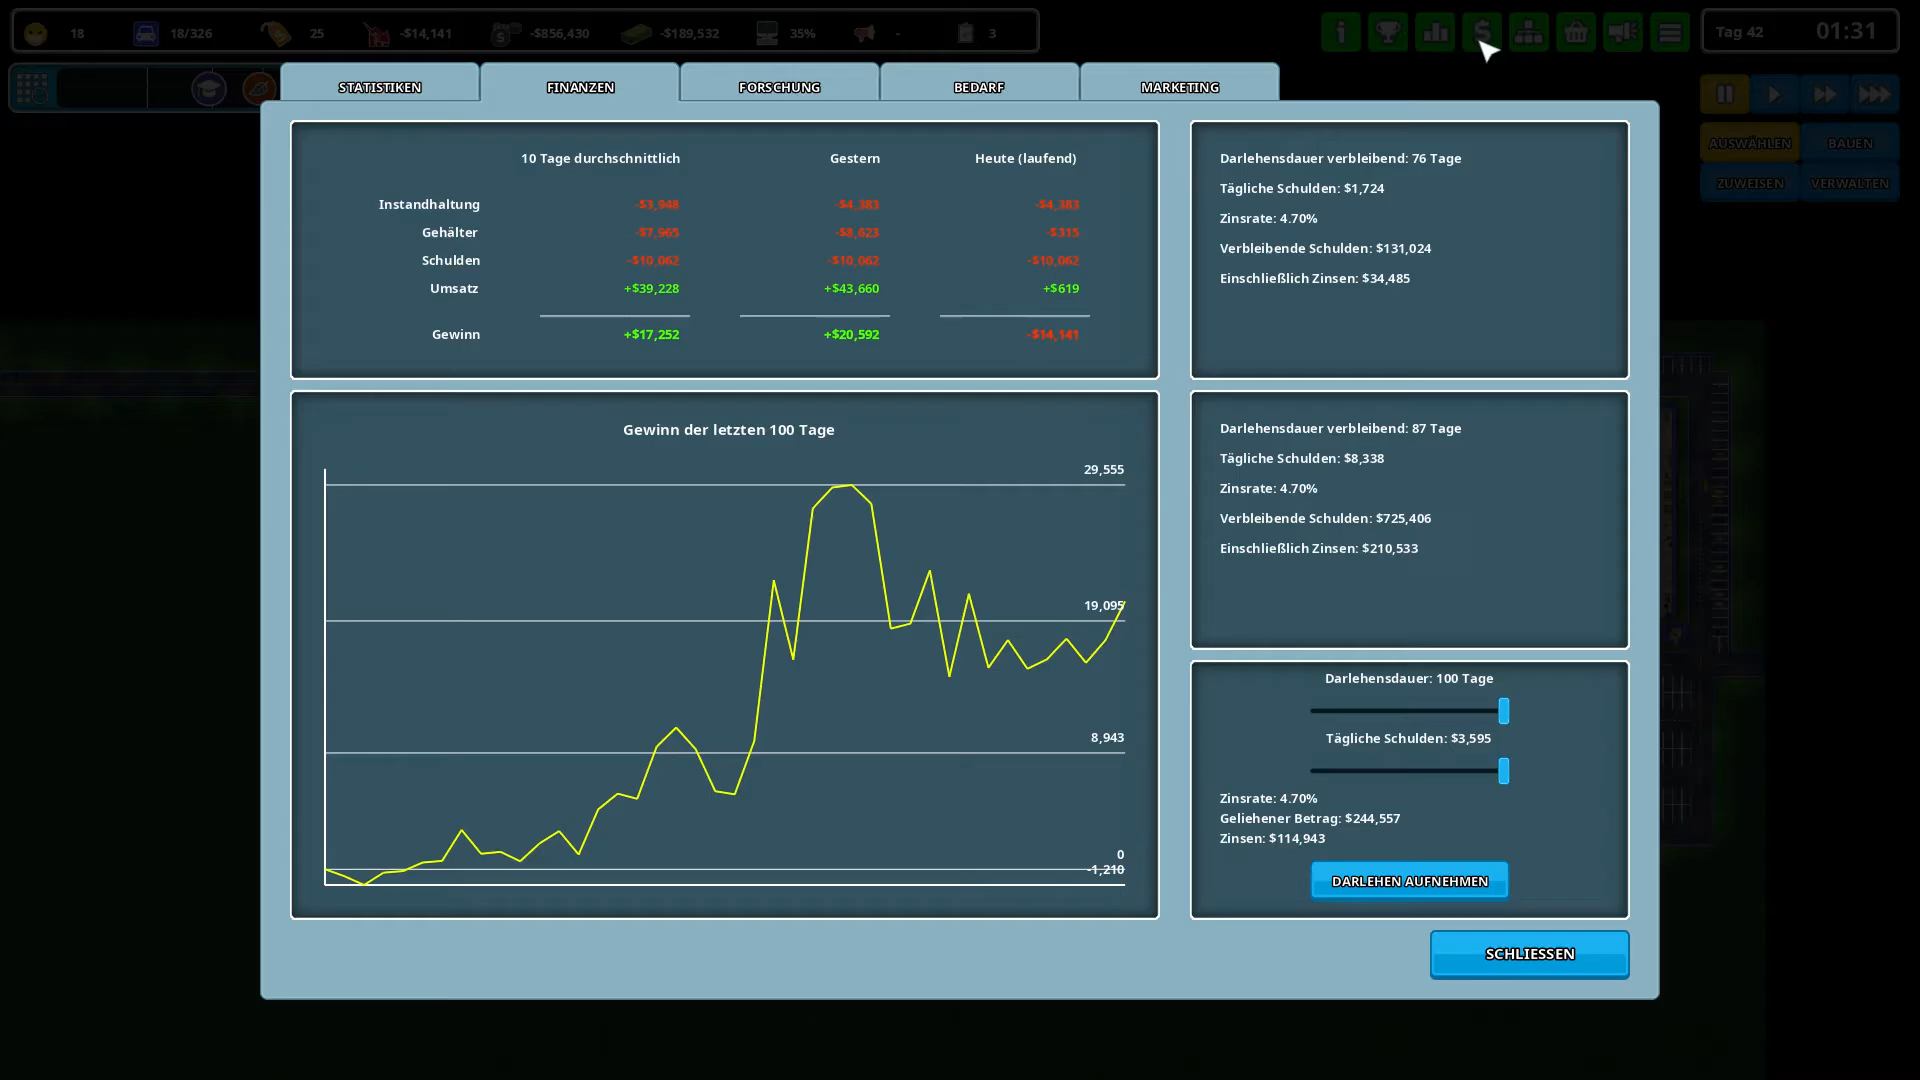 18 18/326 25 -$14,141 -$856,430 -$189,532 35% - 3 Tag 42 01:31
STATISTIKEN FINANZEN FORSCHUNG BEDARF MARKETING
AUSWÄHLEN BAUEN
ZUWEISEN VERWALTEN
10 Tage durchschnittlich Gestern Heute (laufend)
Instandhaltung -$3,948 -$4,383 -$4,383
Gehälter -$7,965 -$8,623 -$315
Schulden -$10,062 -$10,062 -$10,062
Umsatz +$39,228 +$43,660 +$619
Gewinn +$17,252 +$20,592 -$14,141
Darlehensdauer verbleibend: 76 Tage
Tägliche Schulden: $1,724
Zinsrate: 4.70%
Verbleibende Schulden: $131,024
Einschließlich Zinsen: $34,485
Gewinn der letzten 100 Tage
29,555
19,095
8,943
0
-1,210
Darlehensdauer verbleibend: 87 Tage
Tägliche Schulden: $8,338
Zinsrate: 4.70%
Verbleibende Schulden: $725,406
Einschließlich Zinsen: $210,533
Darlehensdauer: 100 Tage
Tägliche Schulden: $3,595
Zinsrate: 4.70%
Geliehener Betrag: $244,557
Zinsen: $114,943
DARLEHEN AUFNEHMEN
SCHLIESSEN